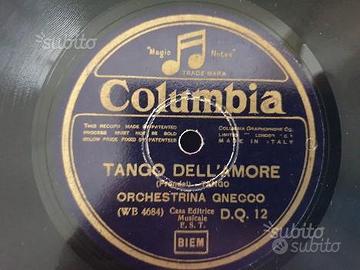 subito
"Magic Notes"
TRADE MARK
Columbia
THIS RECORD MADE BY PATENTED
PROCESS MUST NOT BE SOLD
BELOW PRICE FIXED BY PATENTEES
COLUMBIA GRAPHOPHONE Co.
LONDON
MADE IN ITALY
TANGO DELL'AMORE
TANGO
ORCHESTRINA GNECCO
(WB 4684) Casa Editrice D.Q. 12
Musicale
E.S.T.
BIEM
subito
subito